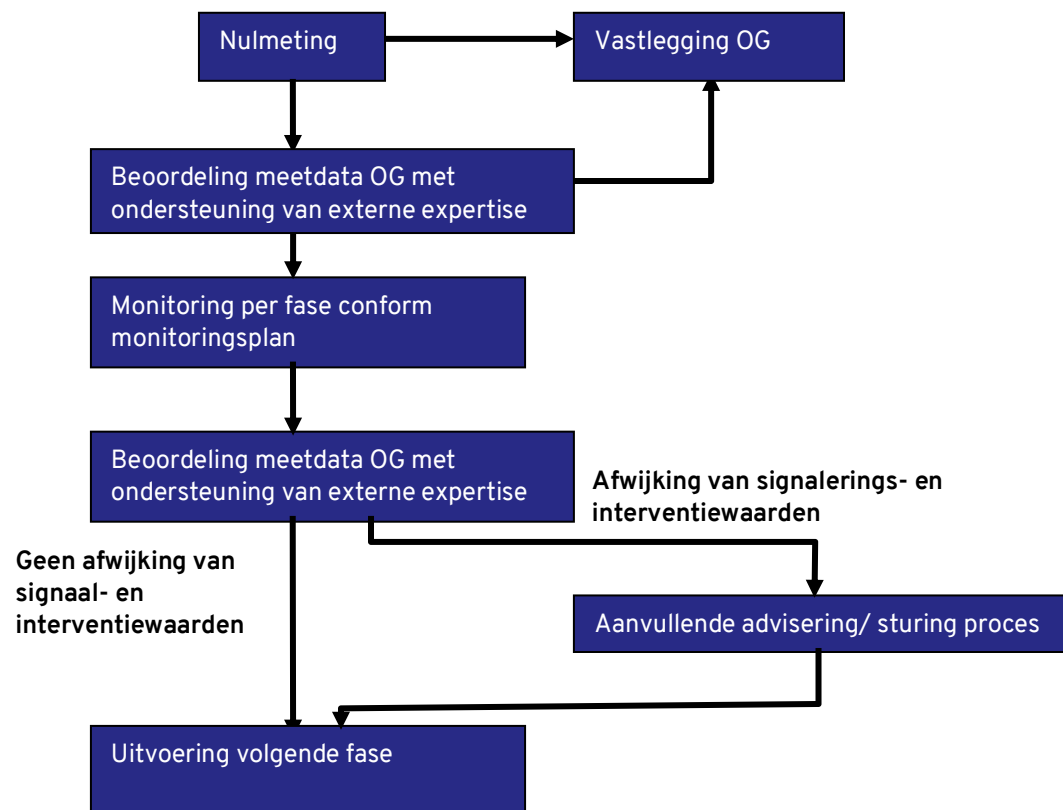 Nulmeting
Vastlegging OG
Beoordeling meetdata OG met
ondersteuning van externe expertise
Monitoring per fase conform
monitoringsplan
Beoordeling meetdata OG met
ondersteuning van externe expertise
Afwijking van signalerings- en
interventiewaarden
Geen afwijking van
signaal- en
interventiewaarden
Aanvullende advisering/ sturing proces
Uitvoering volgende fase